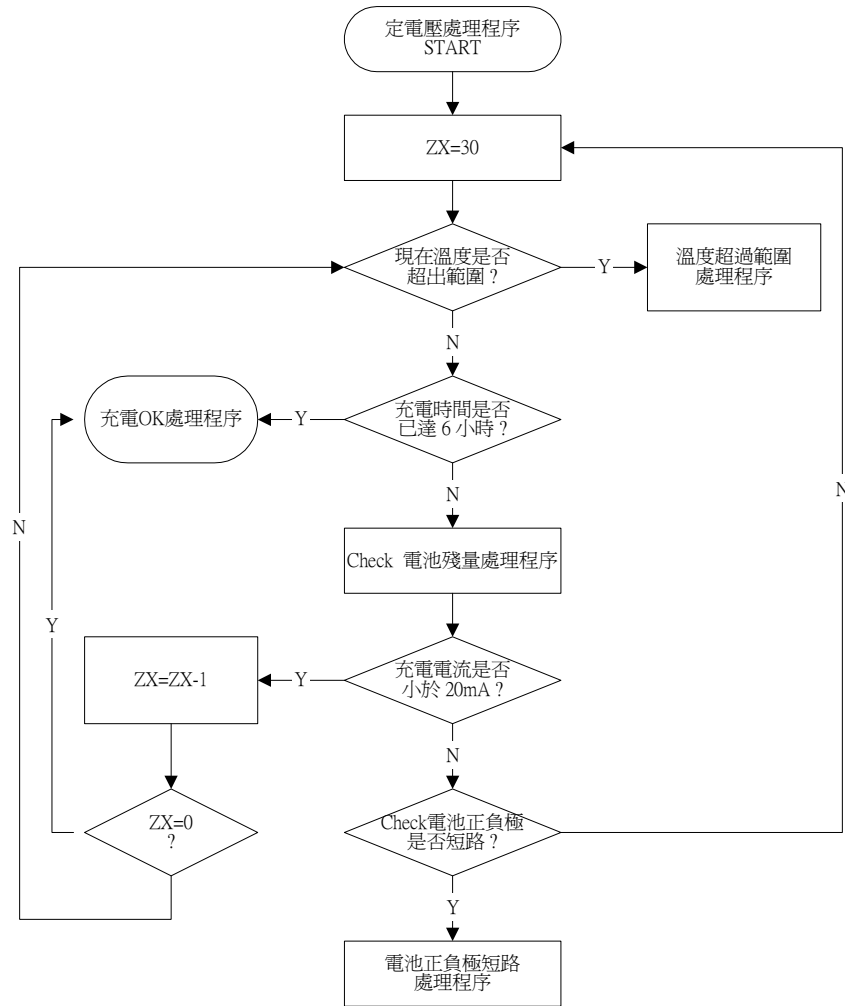 定電壓處理程序
START
ZX=30
現在溫度是否
超出範圍？
Y
溫度超過範圍
處理程序
N
充電OK處理程序
Y
充電時間是否
已達 6 小時？
N
N
N
Check 電池殘量處理程序
Y
ZX=ZX-1
Y
充電電流是否
小於 20mA？
N
ZX=0
?
Check電池正負極
是否短路？
Y
電池正負極短路
處理程序